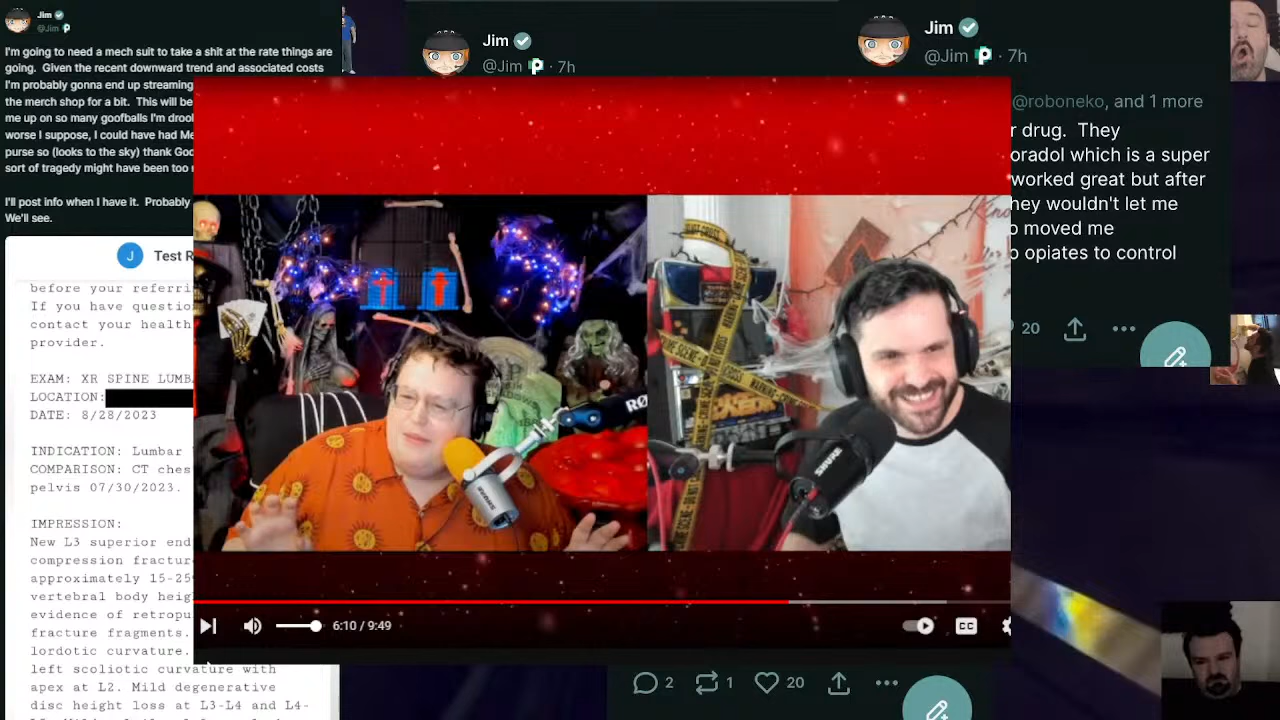 Jim
@Jim
I'm going to need a mech suit to take a shit at the rate things are
going. Given the recent downward trend and associated costs
I'm probably gonna end up streaming
the merch shop for a bit. This will be
me up on so many goofballs I'm drool
worse I suppose, I could have had Me
purse so (looks to the sky) thank God
sort of tragedy might have been too
I'll post info when I have it. Probably
We'll see.
J
Test R
before your referri
If you have questio
contact your health
provider.
EXAM: XR SPINE LUMB
LOCATION:
DATE: 8/28/2023
INDICATION: Lumbar
COMPARISON: CT ches
pelvis 07/30/2023.
IMPRESSION:
New L3 superior end
compression fractur
approximately 15-25
vertebral body heig
evidence of retropu
fracture fragments.
lordotic curvature.
left scoliotic curvature with
apex at L2. Mild degenerative
disc height loss at L3-L4 and L4-
Jim
@Jim · 7h
Jim
@Jim · 7h
@roboneko, and 1 more
r drug. They
oradol which is a super
worked great but after
hey wouldn't let me
o moved me
o opiates to control
20
RØ
SHURE
6:10 / 9:49
CC
2
1
20